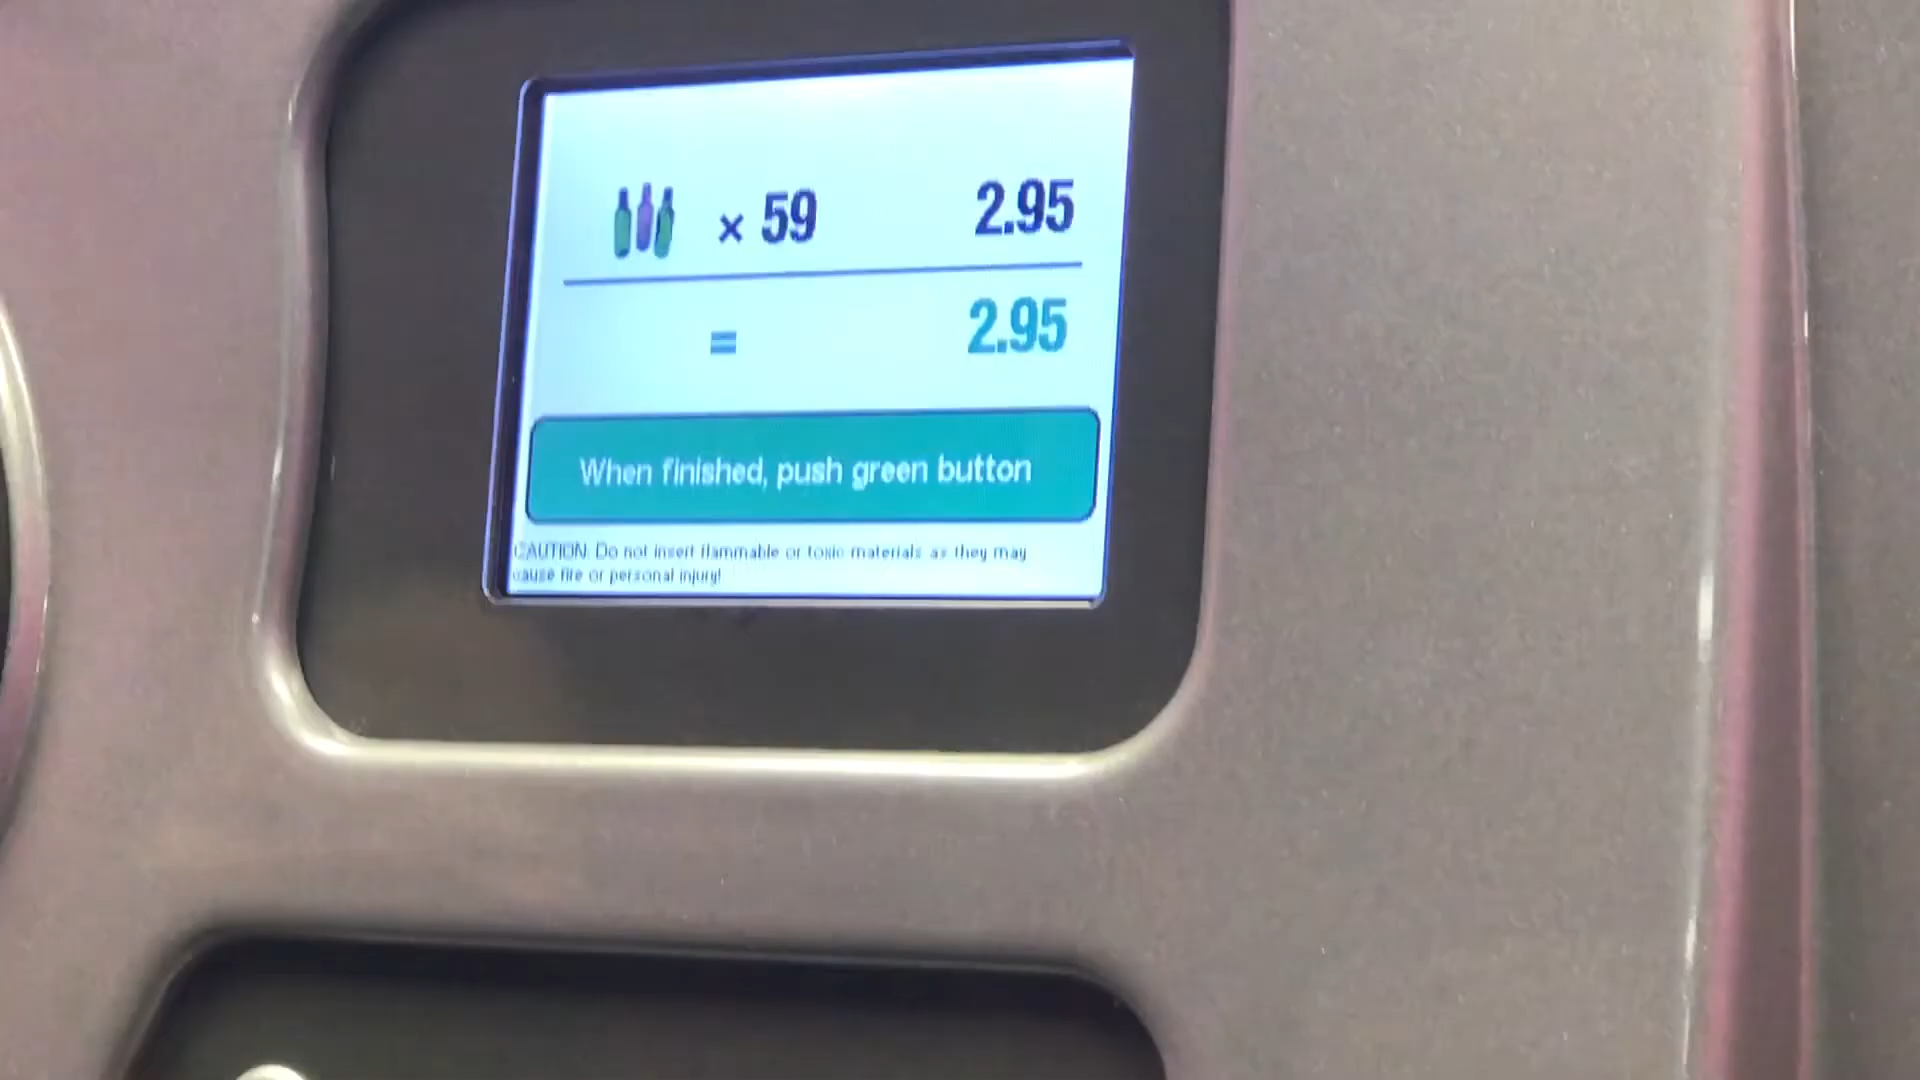 × 59 2.95
= 2.95
When finished, push green button
CAUTION: Do not insert flammable or toxic materials as they may
cause fire or personal injury!